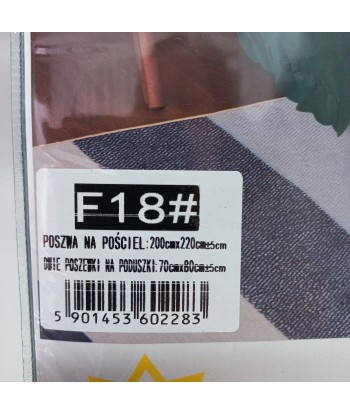 F18#
POSZWA NA POŚCIEL:200cmx220cm±5cm
DWIE POSZEWKI NA PODUSZKI:70cmx80cm±5cm
5 901453 602283